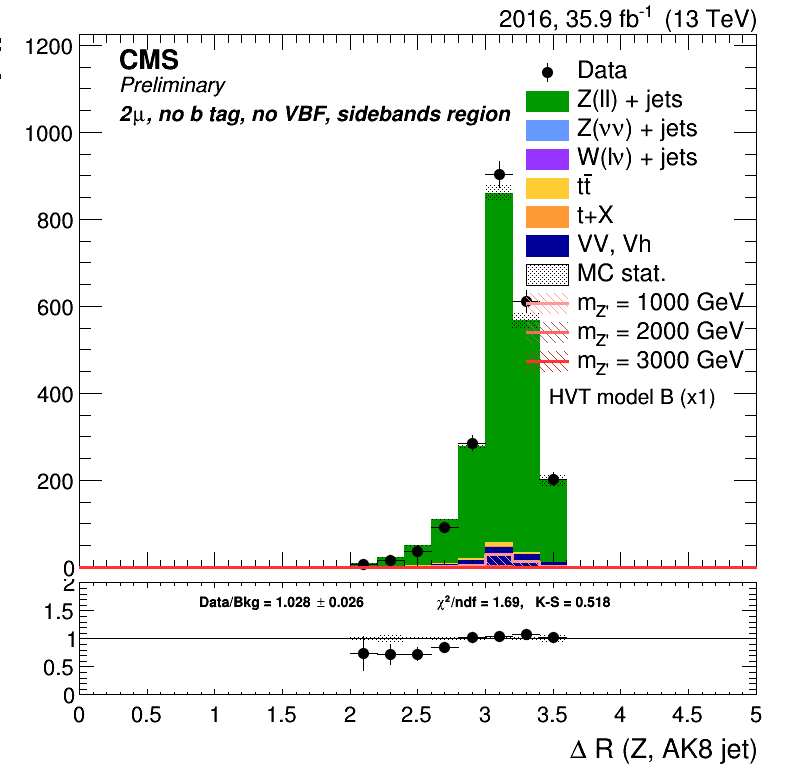 2016, 35.9 fb-1 (13 TeV)
CMS
Preliminary
2μ, no b tag, no VBF, sidebands region
Data
Z(ll) + jets
Z(νν) + jets
W(lν) + jets
tt̄
t+X
VV, Vh
MC stat.
mZ' = 1000 GeV
mZ' = 2000 GeV
mZ' = 3000 GeV
HVT model B (x1)
1200
1000
800
600
400
200
0
Data/Bkg = 1.028 ± 0.026 χ²/ndf = 1.69, K-S = 0.518
2
1.5
1
0.5
0
0 0.5 1 1.5 2 2.5 3 3.5 4 4.5 5
Δ R (Z, AK8 jet)